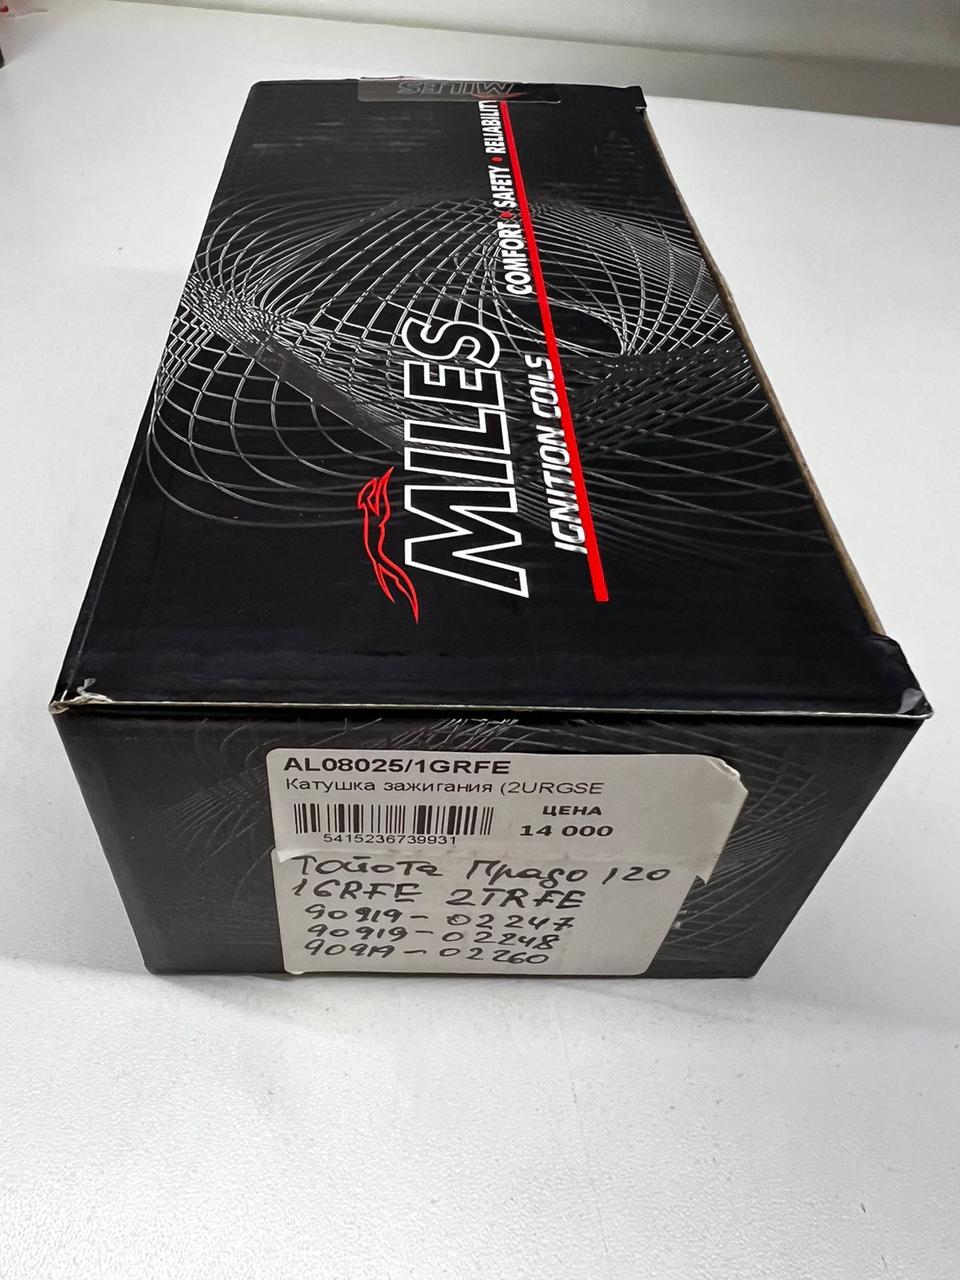 MILES
COMFORT • SAFETY • RELIABILITY
MILES
IGNITION COILS
AL08025/1GRFE
Катушка зажигания (2URGSE
ЦЕНА
14 000
5415236739931
Тойота Прадо 120
1GRFE 2TRFE
90919-02247
90919-02248
90919-02260